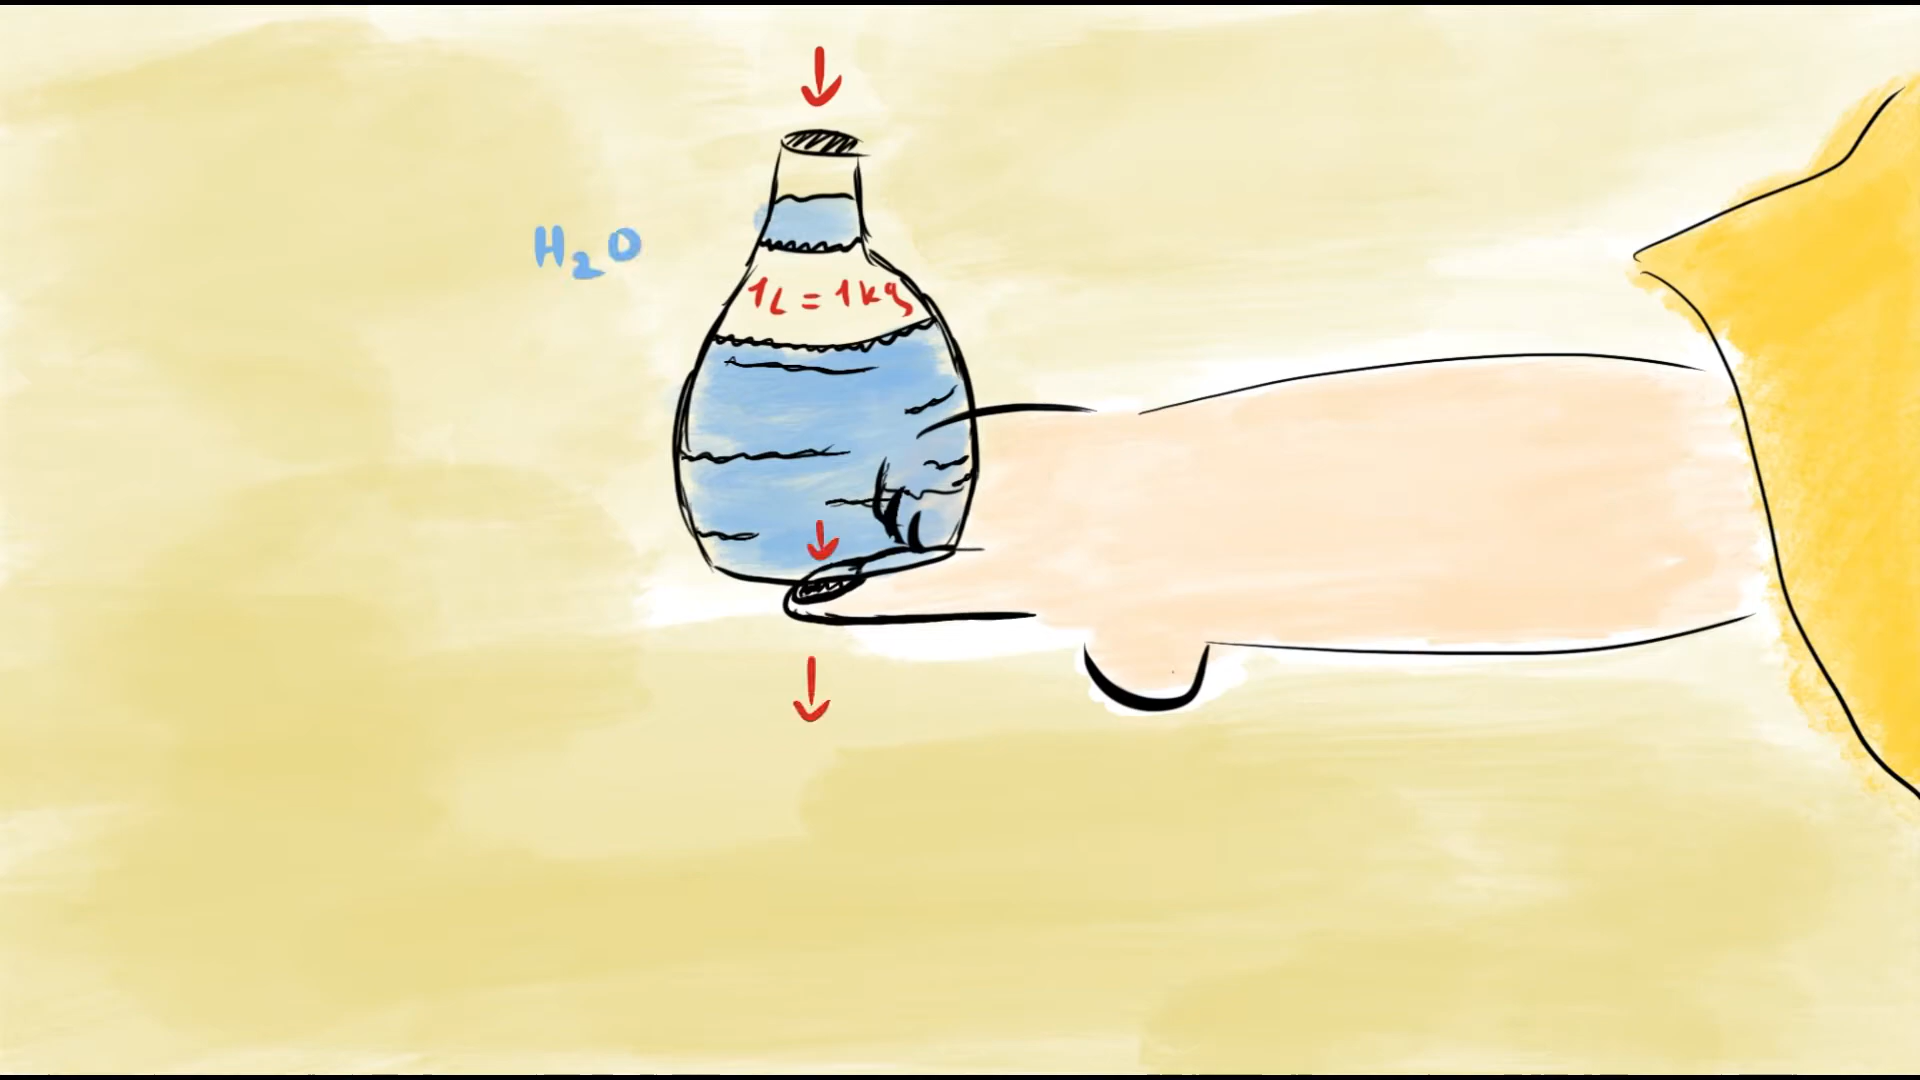 H₂O
1L = 1kg